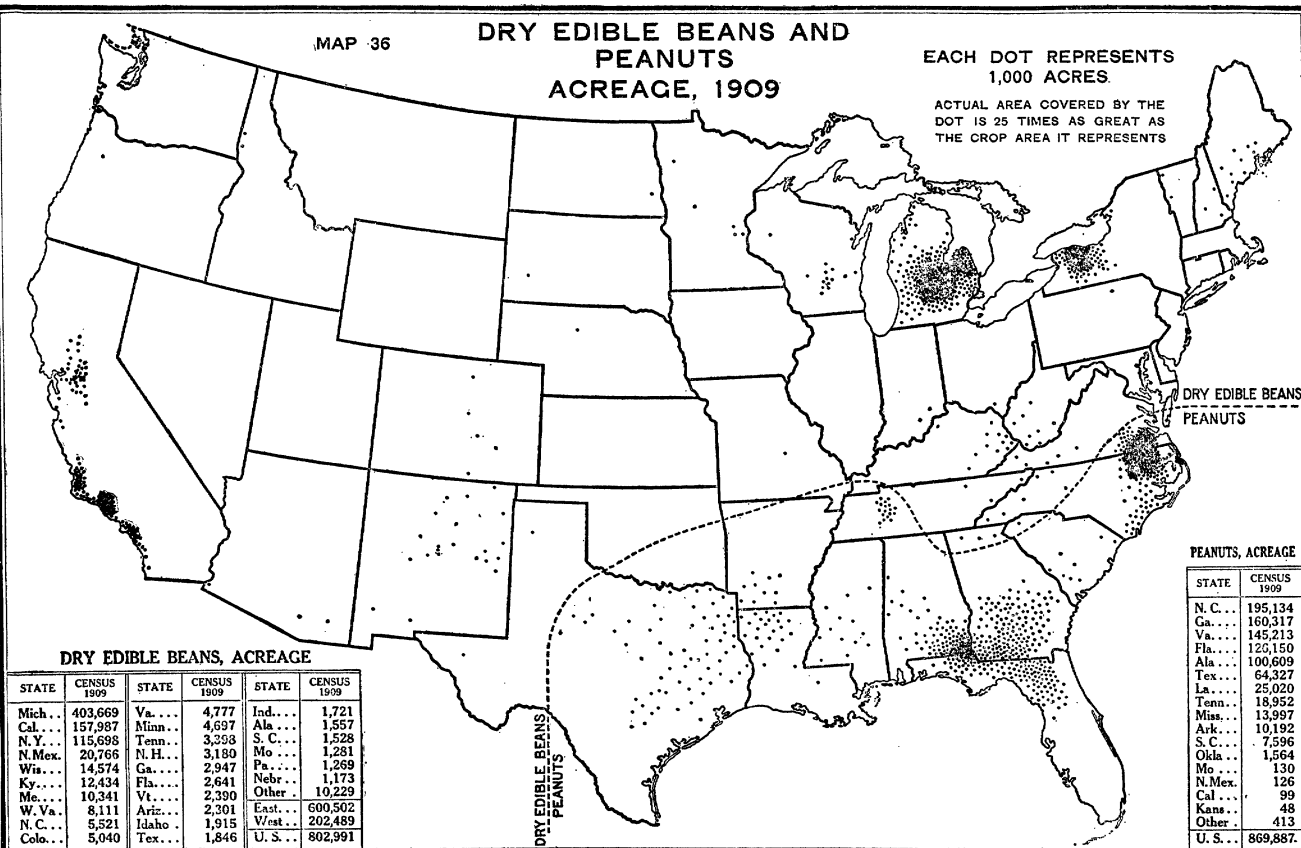 MAP 36
DRY EDIBLE BEANS AND
PEANUTS
ACREAGE, 1909
EACH DOT REPRESENTS
1,000 ACRES.
ACTUAL AREA COVERED BY THE
DOT IS 25 TIMES AS GREAT AS
THE CROP AREA IT REPRESENTS
DRY EDIBLE BEANS
PEANUTS
DRY EDIBLE BEANS
PEANUTS
DRY EDIBLE BEANS, ACREAGE
STATE CENSUS 1909 STATE CENSUS 1909 STATE CENSUS 1909
Mich... 403,669 Va.... 4,777 Ind.... 1,721
Cal.... 157,987 Minn.. 4,697 Ala... 1,557
N.Y... 115,698 Tenn.. 3,398 S. C... 1,528
N.Mex. 20,766 N. H... 3,180 Mo... 1,281
Wis... 14,574 Ga.... 2,947 Pa.... 1,269
Ky.... 12,434 Fla.... 2,641 Nebr.. 1,173
Me.... 10,341 Vt.... 2,390 Other. 10,229
W. Va. 8,111 Ariz... 2,301 East... 600,502
N. C... 5,521 Idaho. 1,915 West.. 202,489
Colo... 5,040 Tex... 1,846 U. S... 802,991
PEANUTS, ACREAGE
STATE CENSUS 1909
N. C... 195,134
Ga.... 160,317
Va.... 145,213
Fla.... 126,150
Ala... 100,609
Tex... 64,327
La.... 25,020
Tenn.. 18,952
Miss.. 13,997
Ark... 10,192
S. C... 7,596
Okla.. 1,564
Mo... 130
N.Mex. 126
Cal... 99
Kans.. 48
Other. 413
U. S... 869,887.